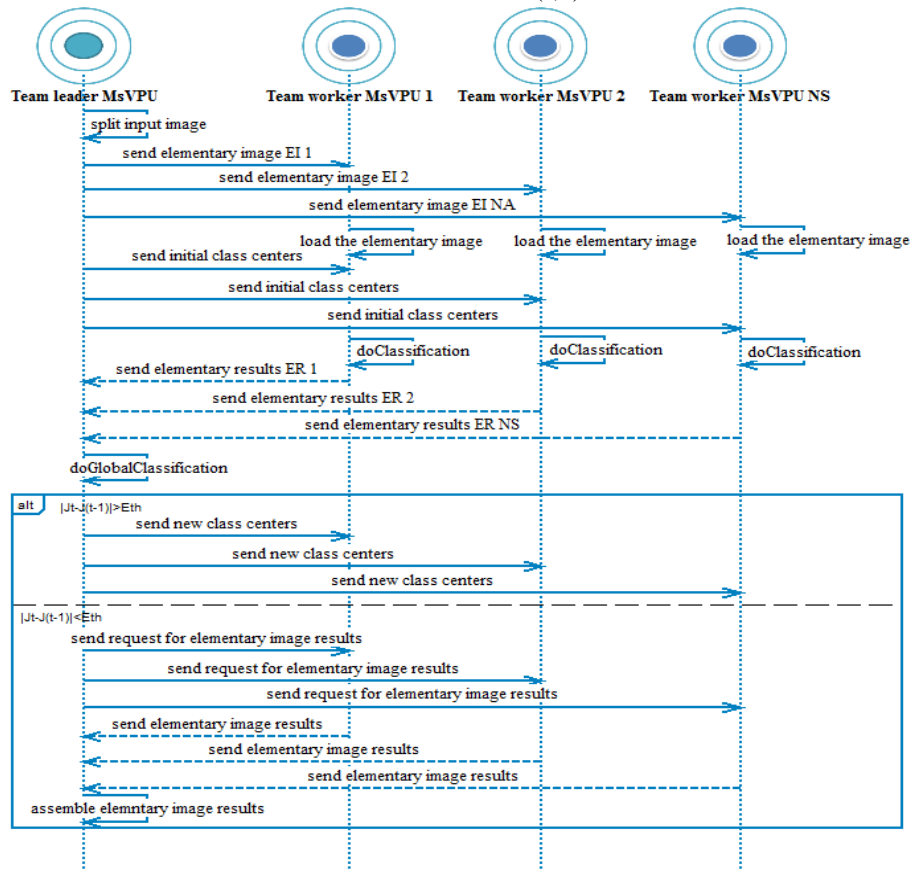 Team leader MsVPU
Team worker MsVPU 1
Team worker MsVPU 2
Team worker MsVPU NS
split input image
send elementary image EI 1
send elementary image EI 2
send elementary image EI NA
load the elementary image
load the elementary image
load the elementary image
send initial class centers
send initial class centers
send initial class centers
doClassification
doClassification
doClassification
send elementary results ER 1
send elementary results ER 2
send elementary results ER NS
doGlobalClassification
alt
|Jt-J(t-1)|>Eth
send new class centers
send new class centers
send new class centers
|Jt-J(t-1)|<Eth
send request for elementary image results
send request for elementary image results
send request for elementary image results
send elementary image results
send elementary image results
send elementary image results
assemble elemntary image results